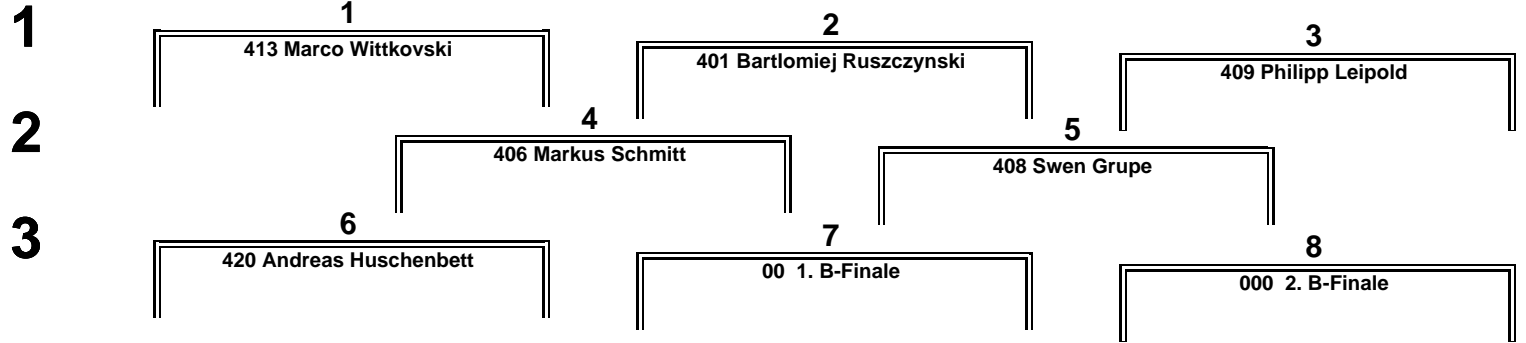 1
1
2
3
413 Marco Wittkovski
401 Bartlomiej Ruszczynski
409 Philipp Leipold
2
4
5
406 Markus Schmitt
408 Swen Grupe
3
6
7
8
420 Andreas Huschenbett
00 1. B-Finale
000 2. B-Finale